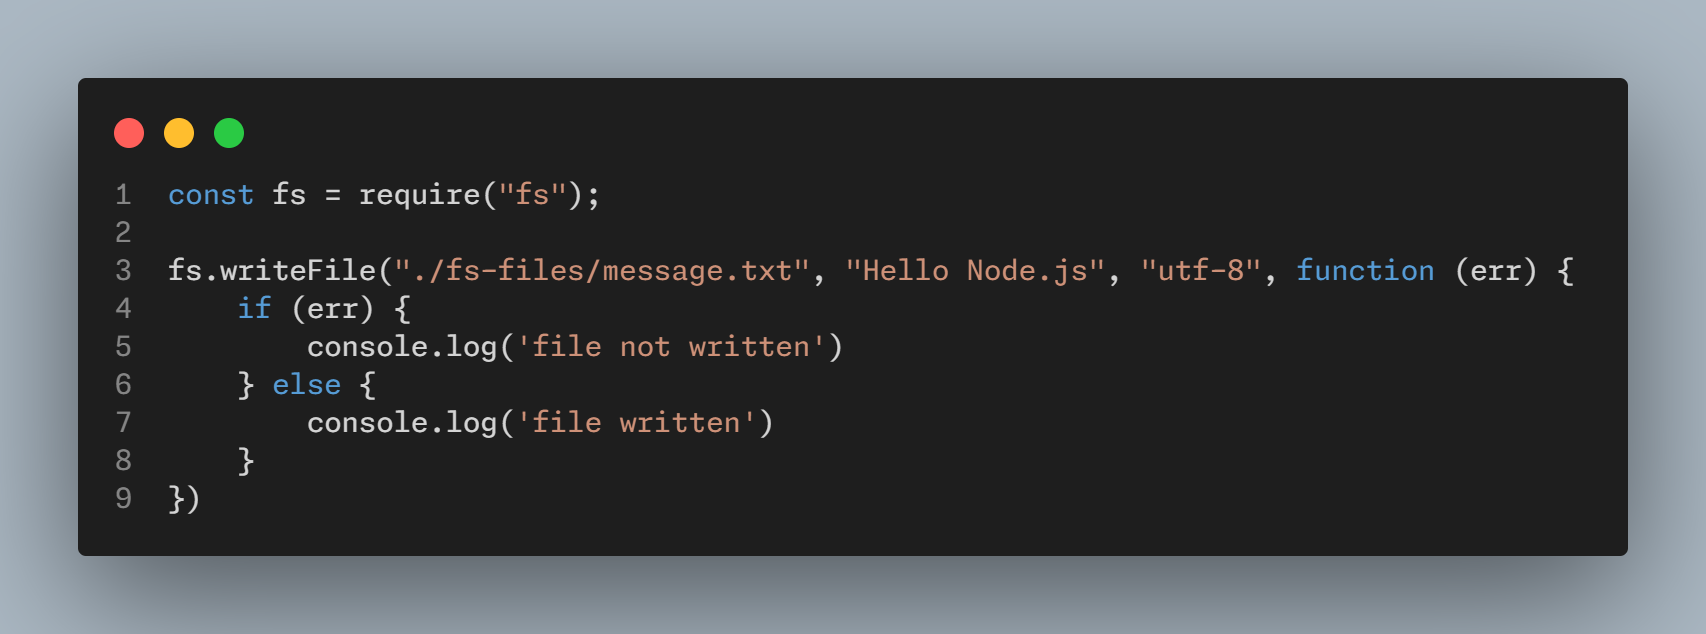 1 const fs = require("fs");
2
3 fs.writeFile("./fs-files/message.txt", "Hello Node.js", "utf-8", function (err) {
4     if (err) {
5         console.log('file not written')
6     } else {
7         console.log('file written')
8     }
9 })